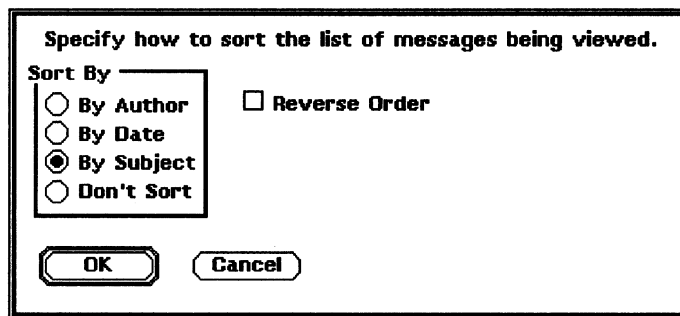 Specify how to sort the list of messages being viewed.
Sort By
By Author
Reverse Order
By Date
By Subject
Don't Sort
OK
Cancel